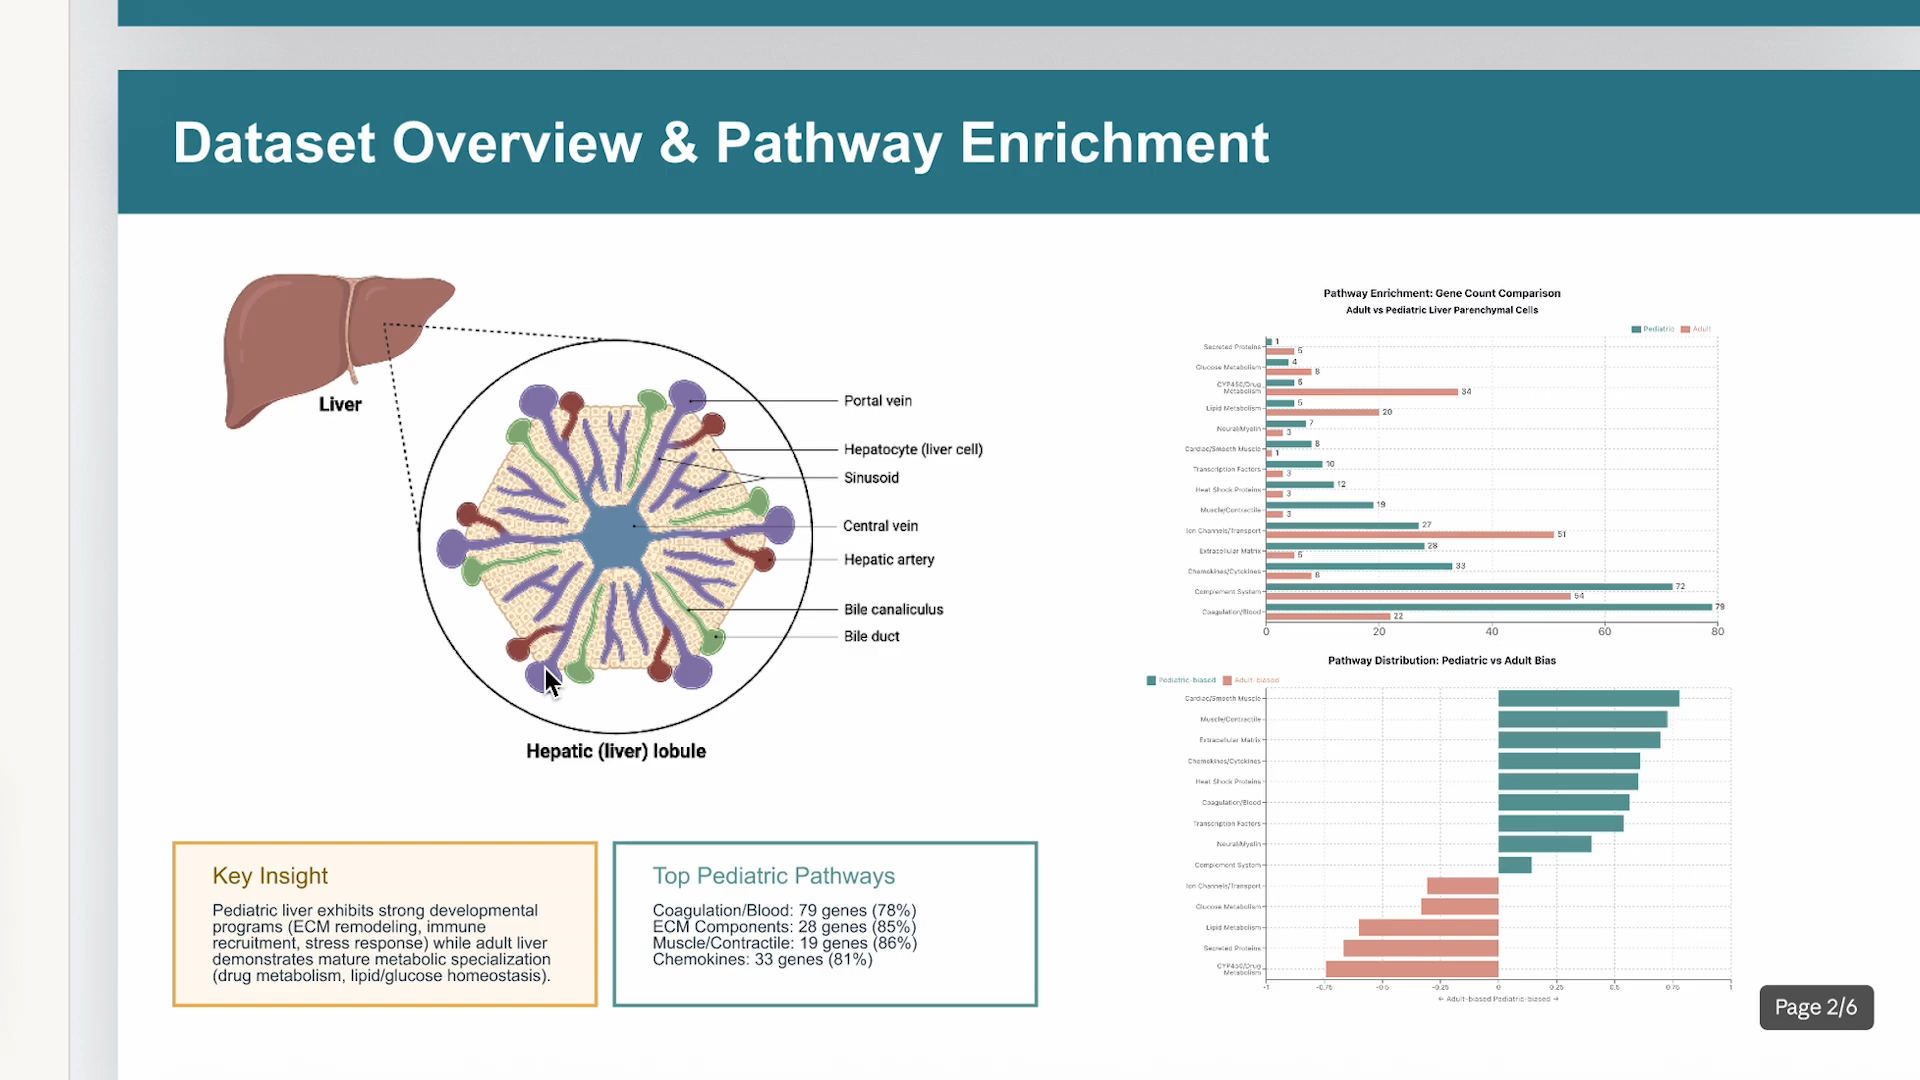 Dataset Overview & Pathway Enrichment
Liver
Portal vein
Hepatocyte (liver cell)
Sinusoid
Central vein
Hepatic artery
Bile canaliculus
Bile duct
Hepatic (liver) lobule
Key Insight
Pediatric liver exhibits strong developmental
programs (ECM remodeling, immune
recruitment, stress response) while adult liver
demonstrates mature metabolic specialization
(drug metabolism, lipid/glucose homeostasis).
Top Pediatric Pathways
Coagulation/Blood: 79 genes (78%)
ECM Components: 28 genes (85%)
Muscle/Contractile: 19 genes (86%)
Chemokines: 33 genes (81%)
Pathway Enrichment: Gene Count Comparison
Adult vs Pediatric Liver Parenchymal Cells
Pediatric Adult
Secreted Proteins 1 5
Glucose Metabolism 4 8
CYP450/Drug
Metabolism 34
Lipid Metabolism 5 20
Neural/Myelin 7 3
Cardiac/Smooth Muscle 8 1
Transcription Factors 10 3
Heat Shock Proteins 12 3
Muscle/Contractile 19 3
Ion Channels/Transport 27 51
Extracellular Matrix 28 5
Chemokines/Cytokines 33 8
Complement System 72 54
Coagulation/Blood 79 22
0 20 40 60 80
Pathway Distribution: Pediatric vs Adult Bias
Pediatric-biased Adult-biased
Cardiac/Smooth Muscle
Muscle/Contractile
Extracellular Matrix
Chemokines/Cytokines
Heat Shock Proteins
Coagulation/Blood
Transcription Factors
Neural/Myelin
Complement System
Ion Channels/Transport
Glucose Metabolism
Lipid Metabolism
Secreted Proteins
CYP450/Drug
Metabolism
-1 -0.75 -0.5 -0.25 0 0.25 0.5 0.75 1
← Adult-biased Pediatric-biased →
Page 2/6